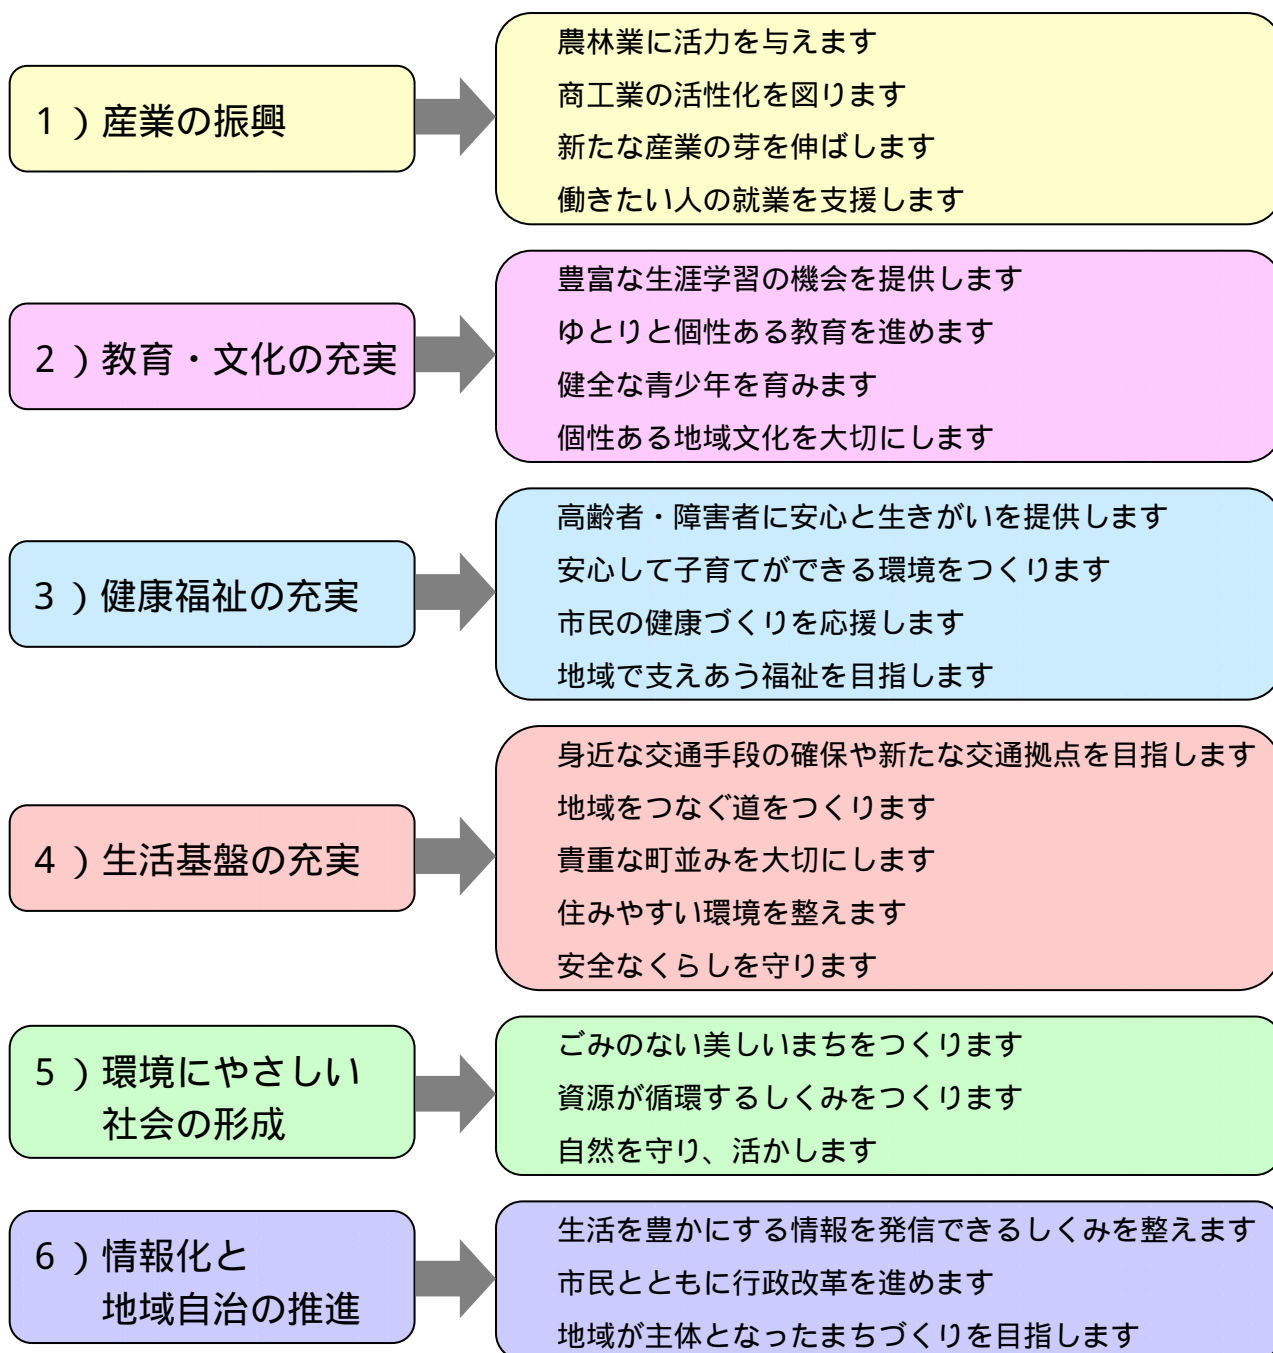 1）産業の振興
農林業に活力を与えます
商工業の活性化を図ります
新たな産業の芽を伸ばします
働きたい人の就業を支援します
2）教育・文化の充実
豊富な生涯学習の機会を提供します
ゆとりと個性ある教育を進めます
健全な青少年を育みます
個性ある地域文化を大切にします
3）健康福祉の充実
高齢者・障害者に安心と生きがいを提供します
安心して子育てができる環境をつくります
市民の健康づくりを応援します
地域で支えあう福祉を目指します
4）生活基盤の充実
身近な交通手段の確保や新たな交通拠点を目指します
地域をつなぐ道をつくります
貴重な町並みを大切にします
住みやすい環境を整えます
安全なくらしを守ります
5）環境にやさしい
社会の形成
ごみのない美しいまちをつくります
資源が循環するしくみをつくります
自然を守り、活かします
6）情報化と
地域自治の推進
生活を豊かにする情報を発信できるしくみを整えます
市民とともに行政改革を進めます
地域が主体となったまちづくりを目指します